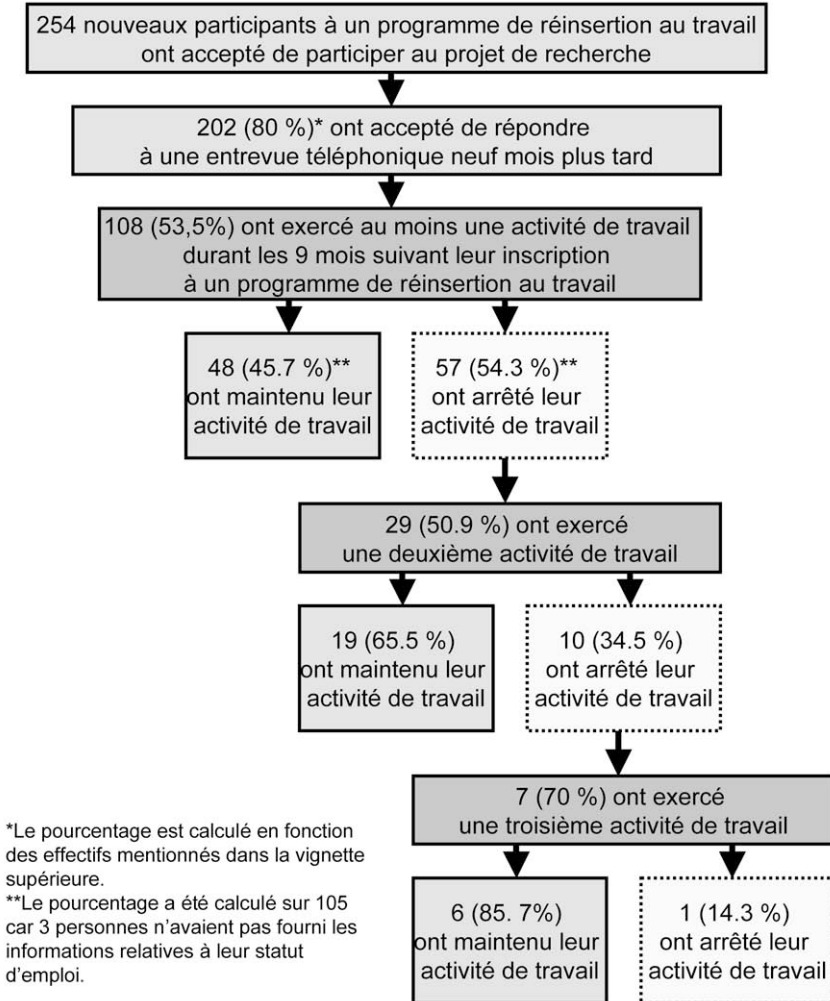 254 nouveaux participants à un programme de réinsertion au travail
ont accepté de participer au projet de recherche
202 (80 %)* ont accepté de répondre
à une entrevue téléphonique neuf mois plus tard
108 (53,5%) ont exercé au moins une activité de travail
durant les 9 mois suivant leur inscription
à un programme de réinsertion au travail
48 (45.7 %)**
ont maintenu leur
activité de travail
57 (54.3 %)**
ont arrêté leur
activité de travail
29 (50.9 %) ont exercé
une deuxième activité de travail
19 (65.5 %)
ont maintenu leur
activité de travail
10 (34.5 %)
ont arrêté leur
activité de travail
7 (70 %) ont exercé
une troisième activité de travail
6 (85. 7%)
ont maintenu leur
activité de travail
1 (14.3 %)
ont arrêté leur
activité de travail
*Le pourcentage est calculé en fonction
des effectifs mentionnés dans la vignette
supérieure.
**Le pourcentage a été calculé sur 105
car 3 personnes n'avaient pas fourni les
informations relatives à leur statut
d'emploi.